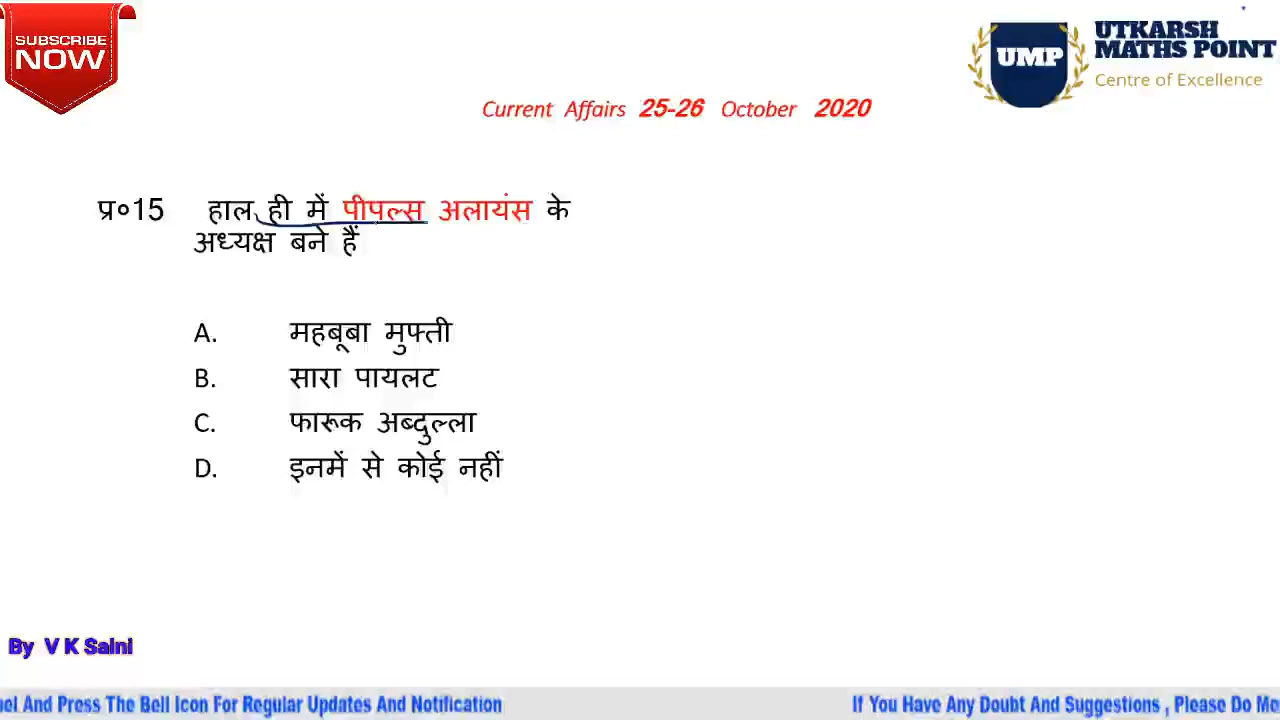 SUBSCRIBE
NOW
UMP
UTKARSH
MATHS POINT
Centre of Excellence
Current Affairs 25-26 October 2020
प्र०15 हाल ही में पीपल्स अलायंस के
अध्यक्ष बने हैं
A. महबूबा मुफ्ती
B. सारा पायलट
C. फारूक अब्दुल्ला
D. इनमें से कोई नहीं
By V K Saini
And Press The Bell Icon For Regular Updates And Notification
If You Have Any Doubt And Suggestions , Please Do